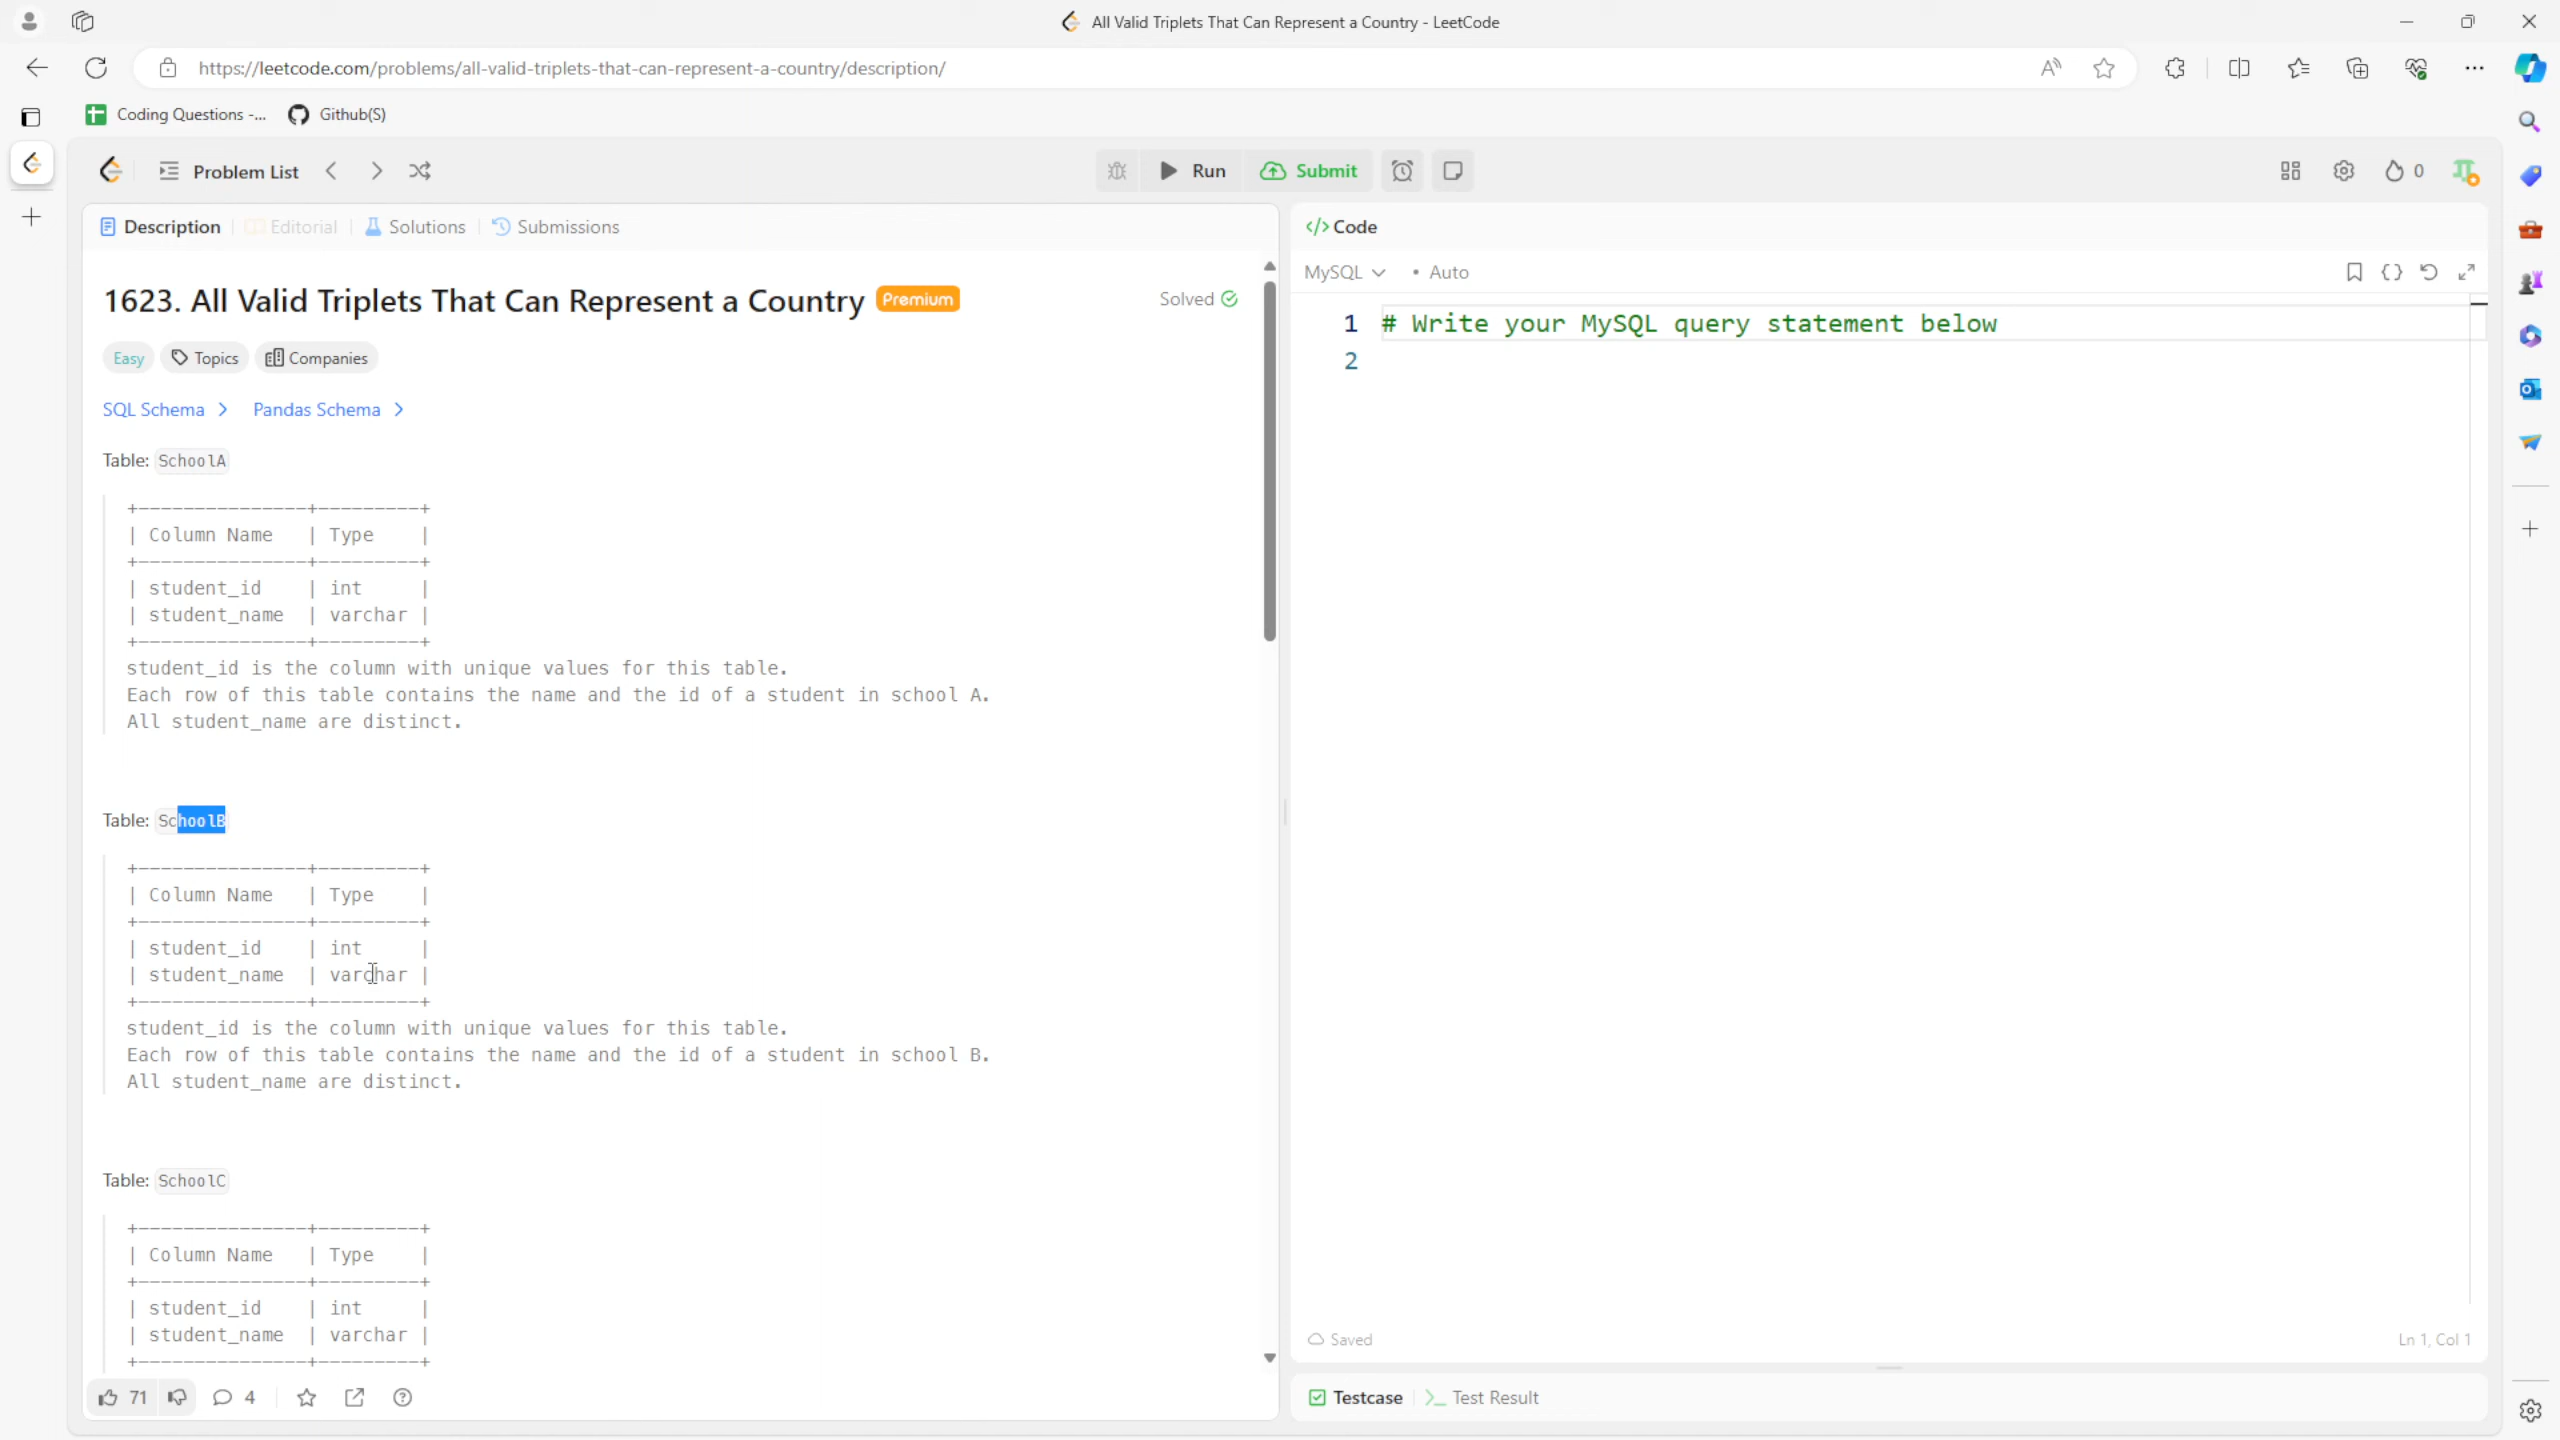 All Valid Triplets That Can Represent a Country - LeetCode
https://leetcode.com/problems/all-valid-triplets-that-can-represent-a-country/description/
Coding Questions -... Github(S)
Problem List Run Submit 0
Description Editorial Solutions Submissions
</> Code
MySQL • Auto
1623. All Valid Triplets That Can Represent a Country Premium Solved
Easy Topics Companies
SQL Schema > Pandas Schema >
Table: SchoolA
+---------------+---------+
| Column Name   | Type    |
+---------------+---------+
| student_id    | int     |
| student_name  | varchar |
+---------------+---------+
student_id is the column with unique values for this table.
Each row of this table contains the name and the id of a student in school A.
All student_name are distinct.
Table: SchoolB
+---------------+---------+
| Column Name   | Type    |
+---------------+---------+
| student_id    | int     |
| student_name  | varchar |
+---------------+---------+
student_id is the column with unique values for this table.
Each row of this table contains the name and the id of a student in school B.
All student_name are distinct.
Table: SchoolC
+---------------+---------+
| Column Name   | Type    |
+---------------+---------+
| student_id    | int     |
| student_name  | varchar |
+---------------+---------+
71 4
1 # Write your MySQL query statement below
2
Saved Ln 1, Col 1
Testcase >_ Test Result